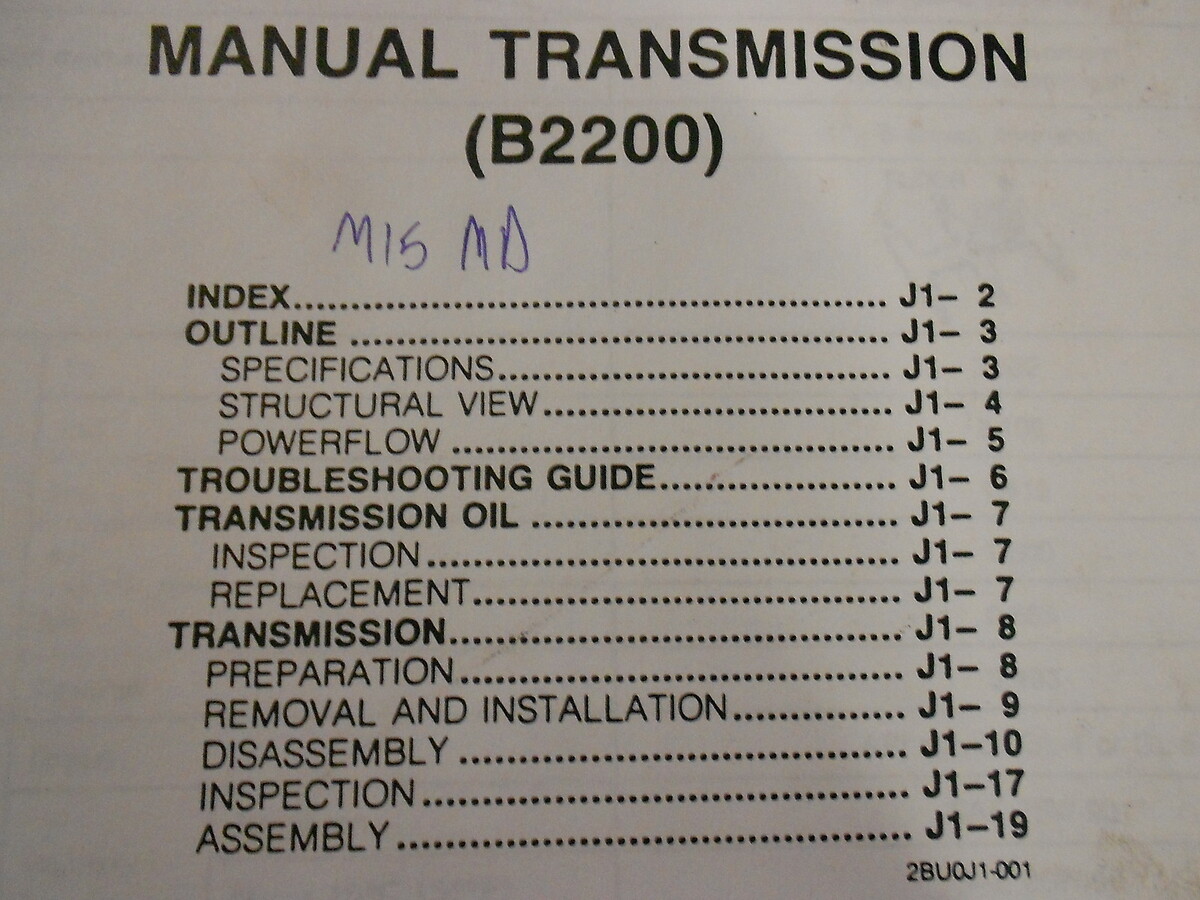 MANUAL TRANSMISSION
(B2200)
M15 MD
INDEX.................................................... J1– 2
OUTLINE ............................................... J1– 3
SPECIFICATIONS.................................. J1– 3
STRUCTURAL VIEW.............................. J1– 4
POWERFLOW ...................................... J1– 5
TROUBLESHOOTING GUIDE..................... J1– 6
TRANSMISSION OIL ................................ J1– 7
INSPECTION......................................... J1– 7
REPLACEMENT..................................... J1– 7
TRANSMISSION....................................... J1– 8
PREPARATION...................................... J1– 8
REMOVAL AND INSTALLATION............... J1– 9
DISASSEMBLY ...................................... J1–10
INSPECTION.......................................... J1–17
ASSEMBLY............................................ J1–19
2BU0J1-001